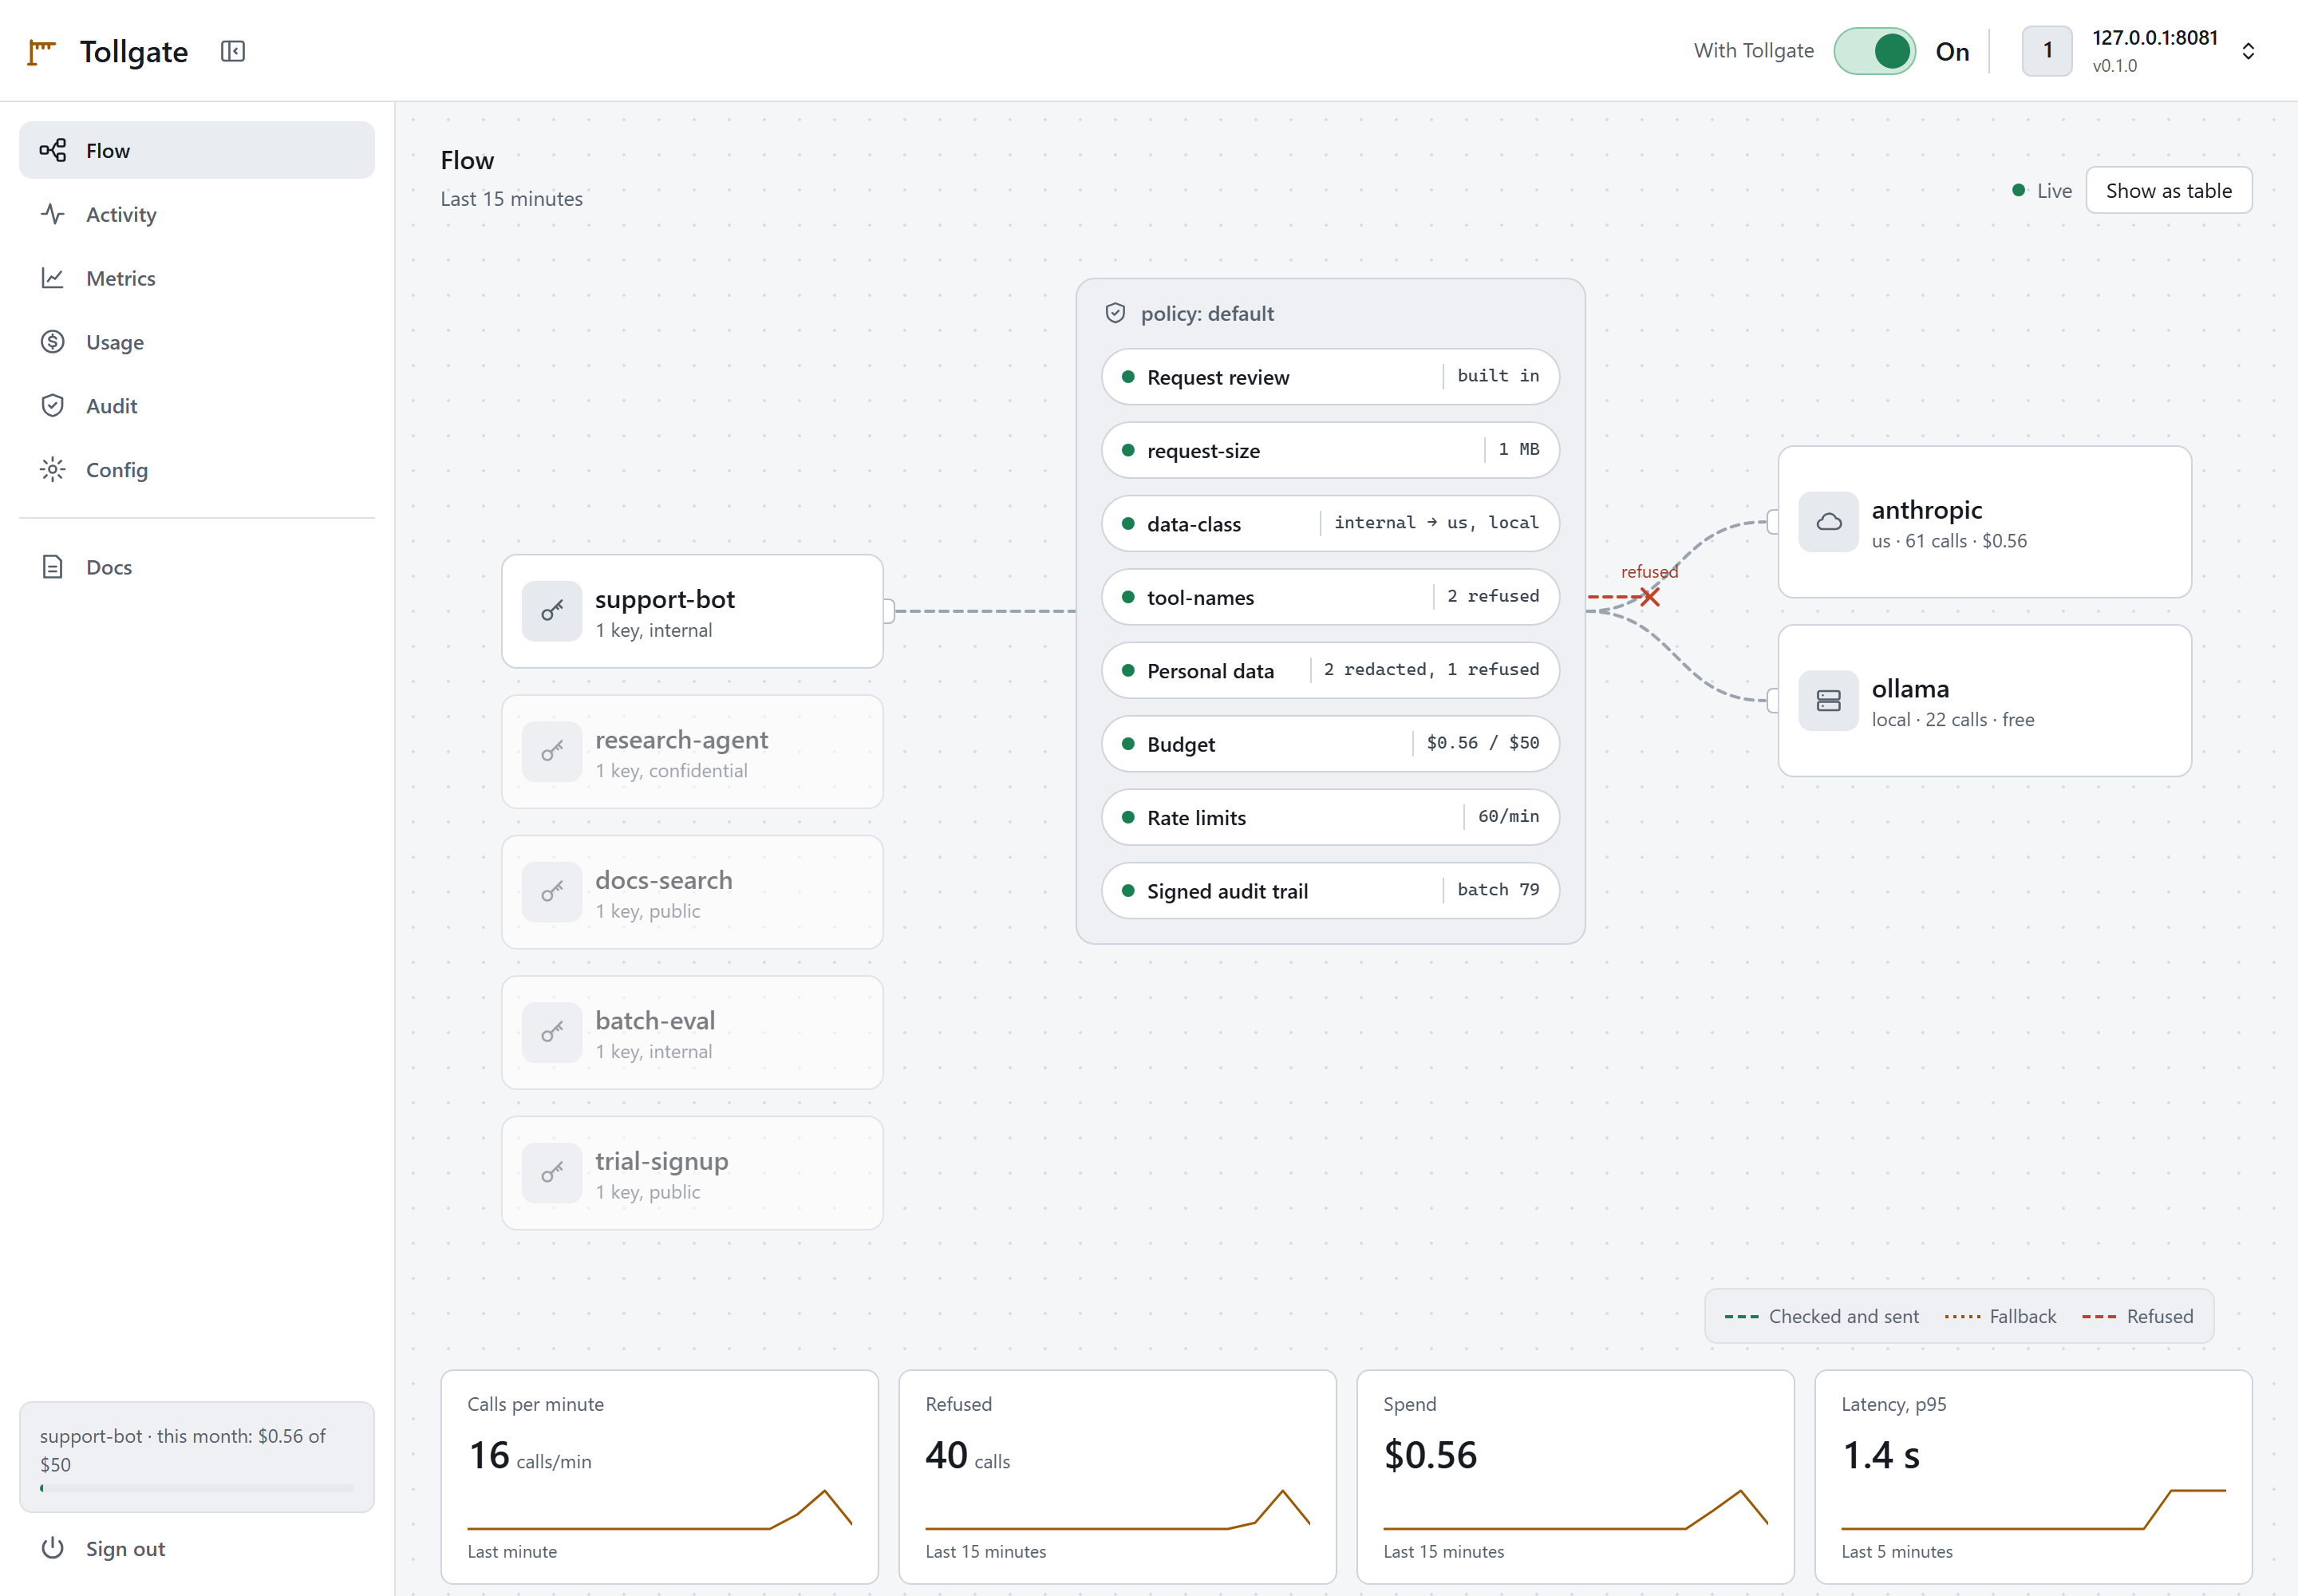 Tollgate
With Tollgate
On
1
127.0.0.1:8081
v0.1.0
Flow
Activity
Metrics
Usage
Audit
Config
Docs
support-bot · this month: $0.56 of
$50
Sign out
Flow
Last 15 minutes
Live
Show as table
support-bot
1 key, internal
research-agent
1 key, confidential
docs-search
1 key, public
batch-eval
1 key, internal
trial-signup
1 key, public
policy: default
Request review built in
request-size 1 MB
data-class internal → us, local
tool-names 2 refused
Personal data 2 redacted, 1 refused
Budget $0.56 / $50
Rate limits 60/min
Signed audit trail batch 79
refused
anthropic
us · 61 calls · $0.56
ollama
local · 22 calls · free
Checked and sent
Fallback
Refused
Calls per minute
16 calls/min
Last minute
Refused
40 calls
Last 15 minutes
Spend
$0.56
Last 15 minutes
Latency, p95
1.4 s
Last 5 minutes